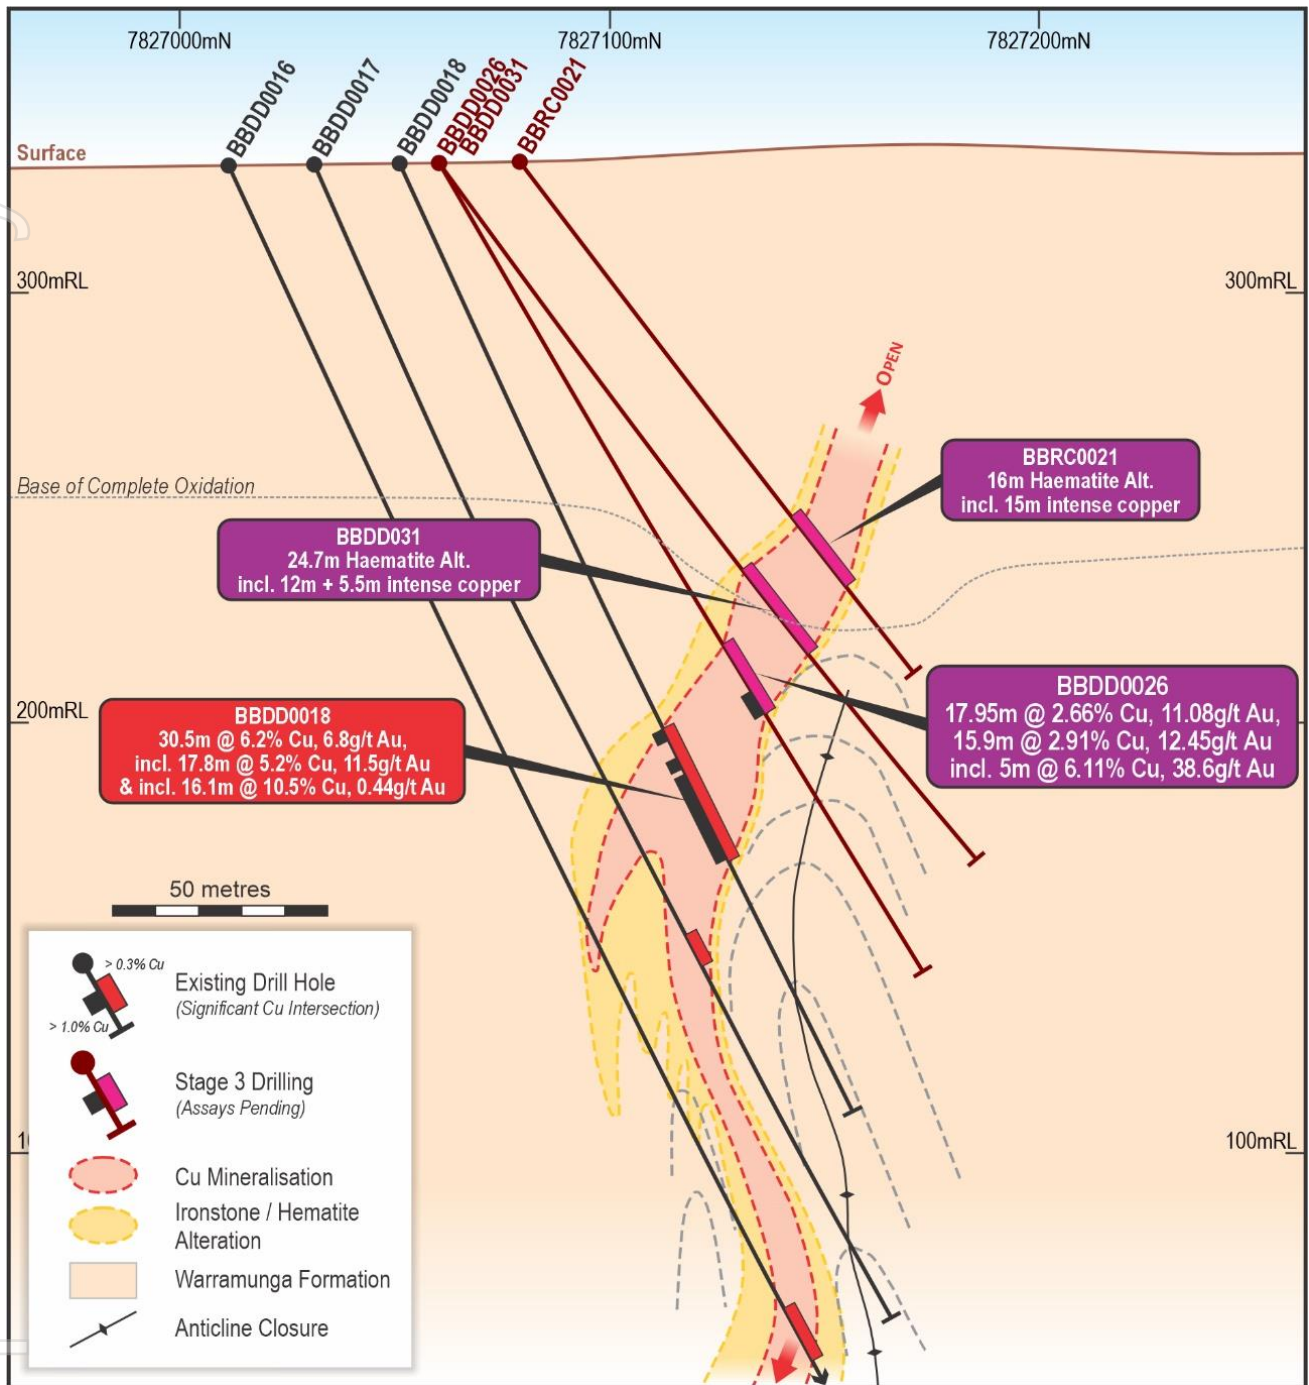 7827000mN
7827100mN
7827200mN
BBDD0016
BBDD0017
BBDD0018
BBDD0026
BBDD0031
BBRC0021
Surface
300mRL
300mRL
OPEN
BBRC0021
16m Haematite Alt.
incl. 15m intense copper
Base of Complete Oxidation
BBDD031
24.7m Haematite Alt.
incl. 12m + 5.5m intense copper
BBDD0026
17.95m @ 2.66% Cu, 11.08g/t Au,
15.9m @ 2.91% Cu, 12.45g/t Au
incl. 5m @ 6.11% Cu, 38.6g/t Au
200mRL
BBDD0018
30.5m @ 6.2% Cu, 6.8g/t Au,
incl. 17.8m @ 5.2% Cu, 11.5g/t Au
& incl. 16.1m @ 10.5% Cu, 0.44g/t Au
50 metres
> 0.3% Cu
Existing Drill Hole
(Significant Cu Intersection)
> 1.0% Cu
Stage 3 Drilling
(Assays Pending)
100mRL
Cu Mineralisation
Ironstone / Hematite
Alteration
Warramunga Formation
Anticline Closure